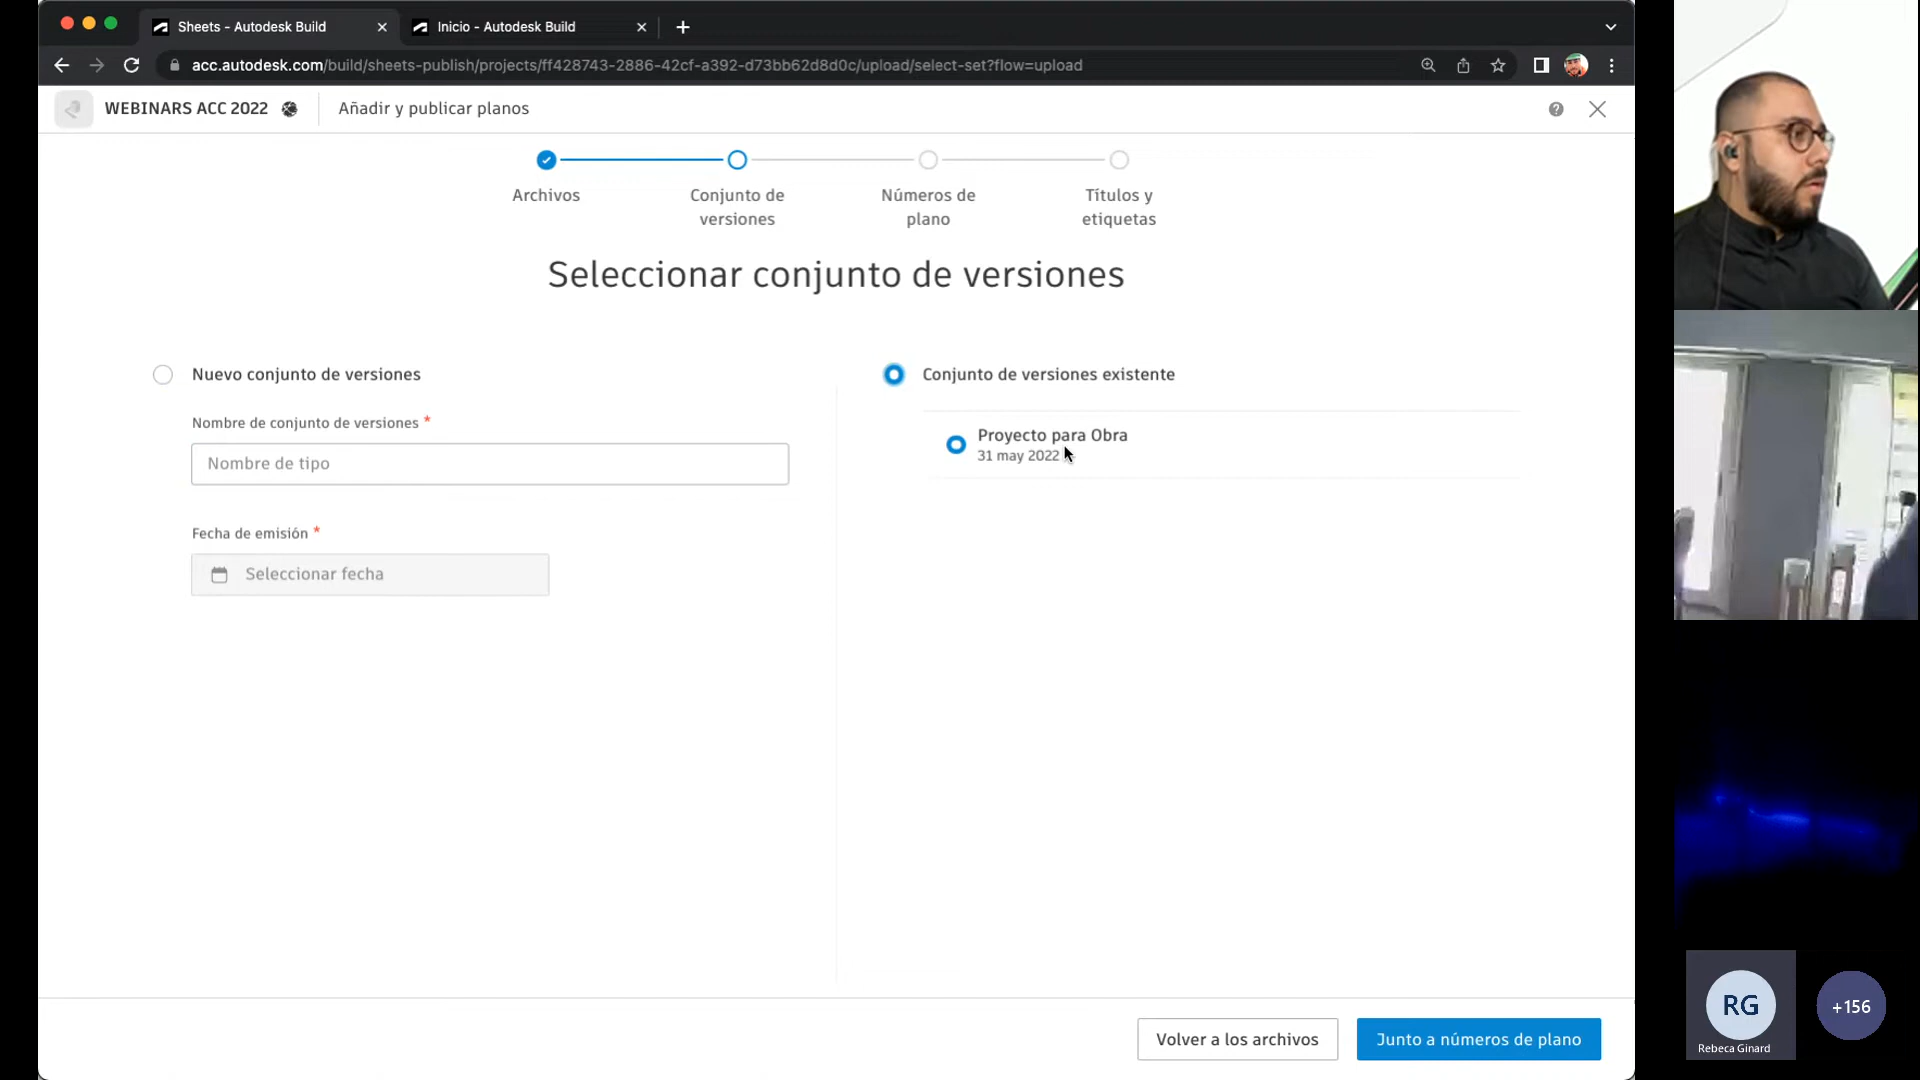 Sheets - Autodesk Build
Inicio - Autodesk Build
acc.autodesk.com/build/sheets-publish/projects/ff428743-2886-42cf-a392-d73bb62d8d0c/upload/select-set?flow=upload
WEBINARS ACC 2022
Añadir y publicar planos
Archivos
Conjunto de
versiones
Números de
plano
Títulos y
etiquetas
Seleccionar conjunto de versiones
Nuevo conjunto de versiones
Nombre de conjunto de versiones *
Nombre de tipo
Fecha de emisión *
Seleccionar fecha
Conjunto de versiones existente
Proyecto para Obra
31 may 2022
Volver a los archivos
Junto a números de plano
RG
Rebeca Ginard
+156